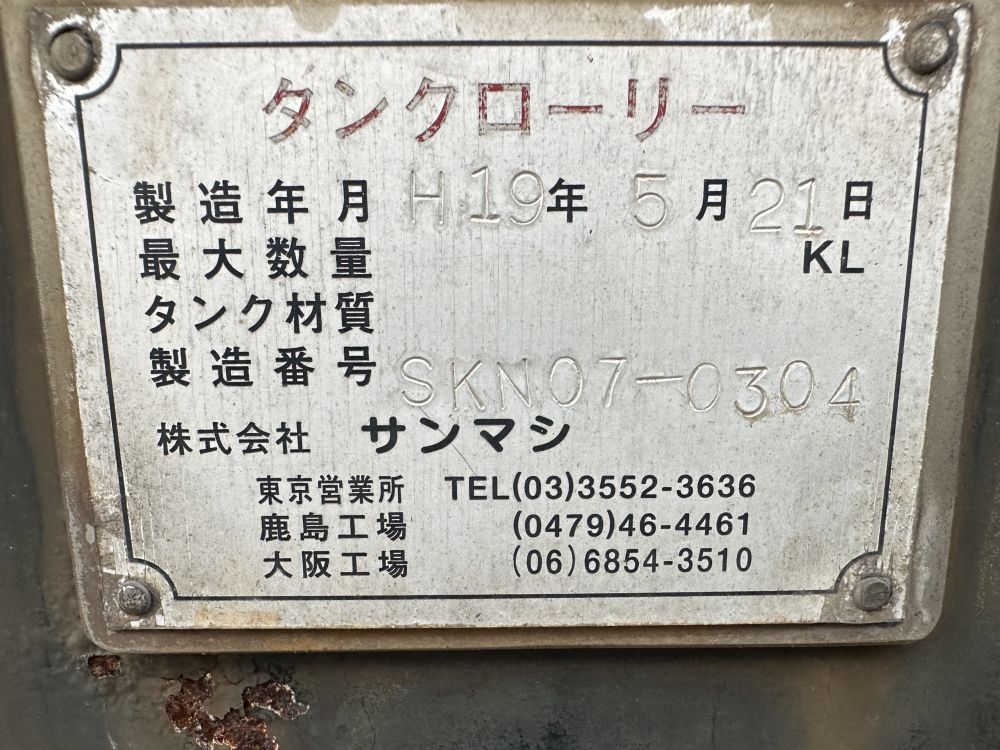 タンクローリー
製造年月 H19年 5月 21日
最大数量 KL
タンク材質
製造番号 SKN07-0304
株式会社 サンマシ
東京営業所 TEL(03)3552-3636
鹿島工場 (0479)46-4461
大阪工場 (06)6854-3510